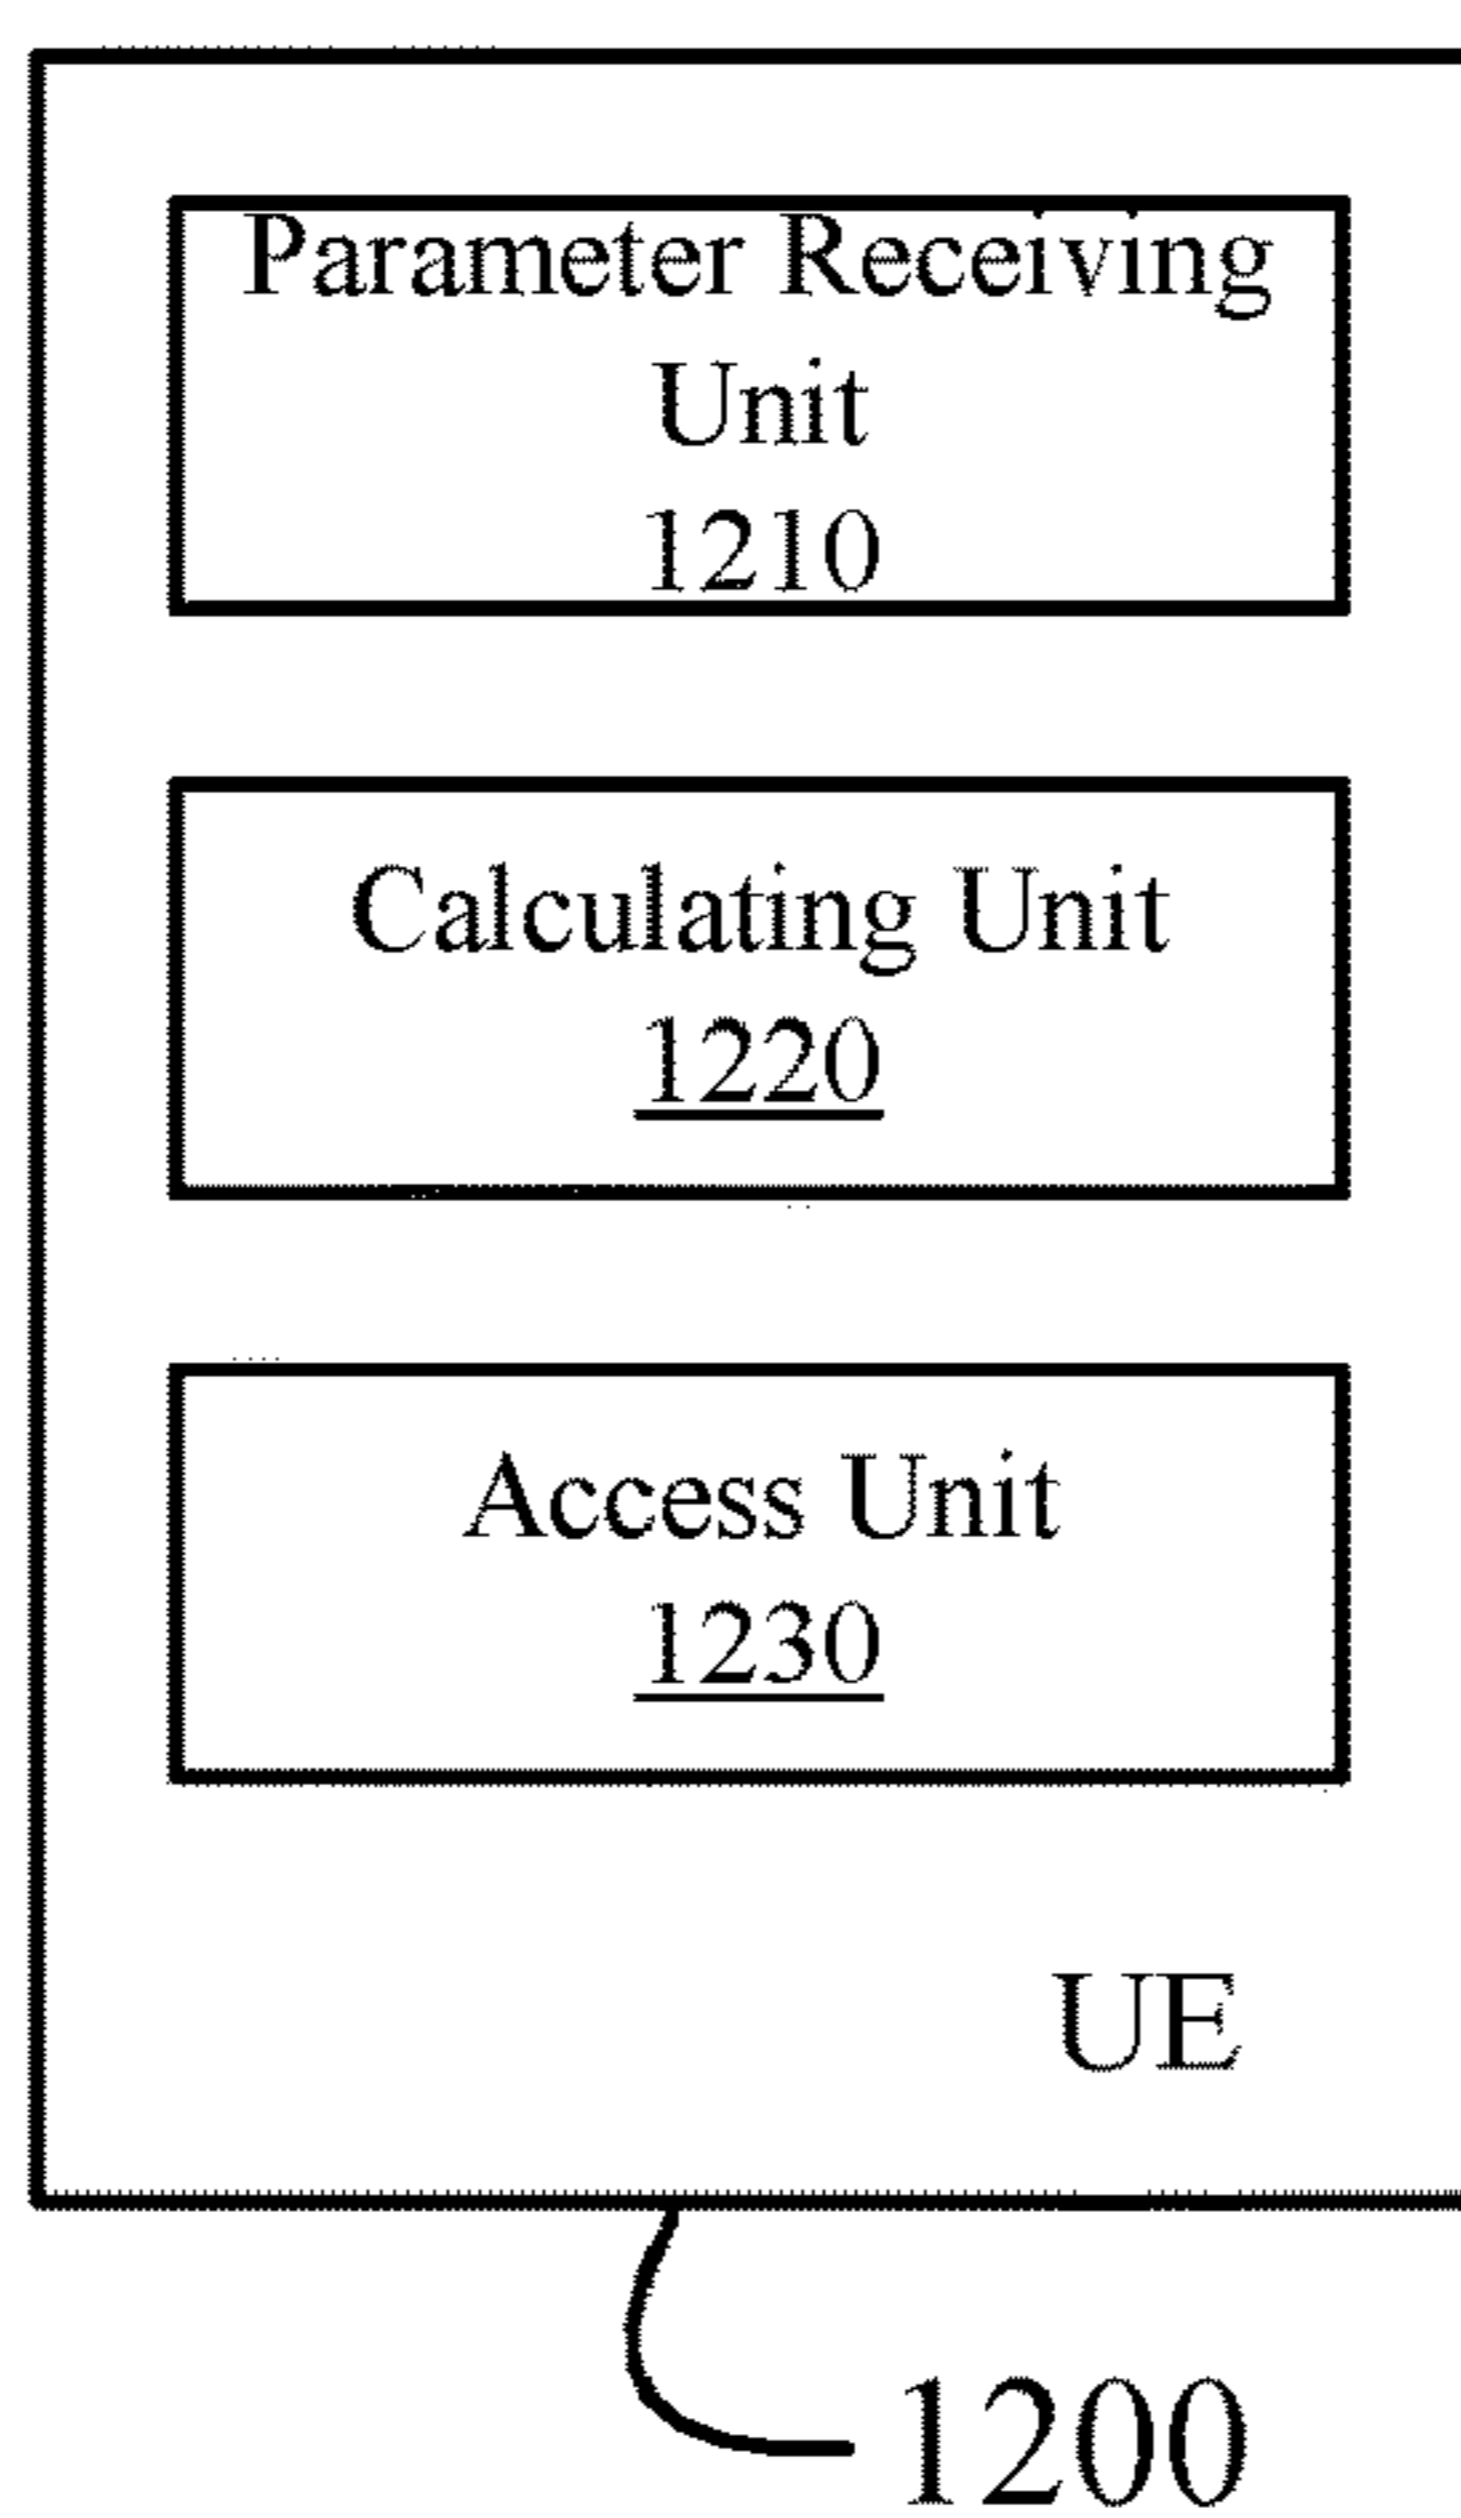 Parameter Receiving
Unit
1210
Calculating Unit
1220
Access Unit
1230
UE
1200